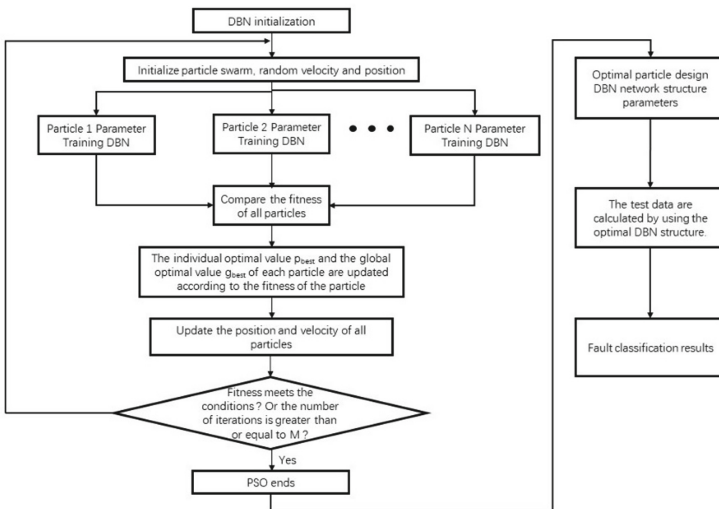 DBN initialization
Initialize particle swarm, random velocity and position
Particle 1 Parameter
Training DBN
Particle 2 Parameter
Training DBN
Particle N Parameter
Training DBN
Compare the fitness
of all particles
The individual optimal value pbest and the global
optimal value gbest of each particle are updated
according to the fitness of the particle
Update the position and velocity of all
particles
Fitness meets the
conditions? Or the number
of iterations is greater than
or equal to M?
Yes
PSO ends
Optimal particle design
DBN network structure
parameters
The test data are
calculated by using the
optimal DBN structure.
Fault classification results